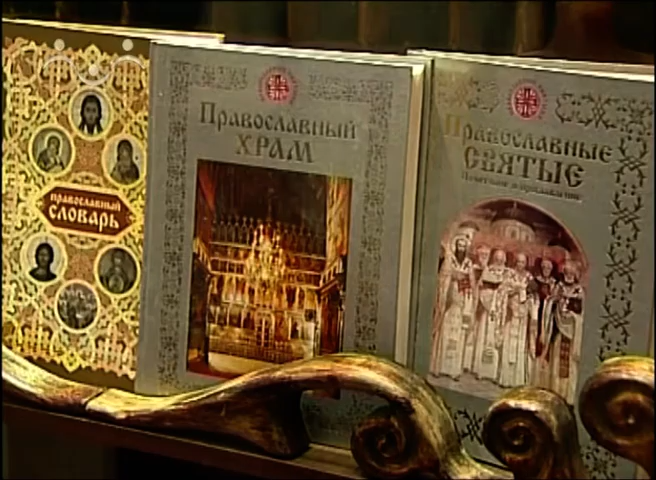 православный
словарь
Православный
ХРАМ
Православные
СВЯТЫЕ